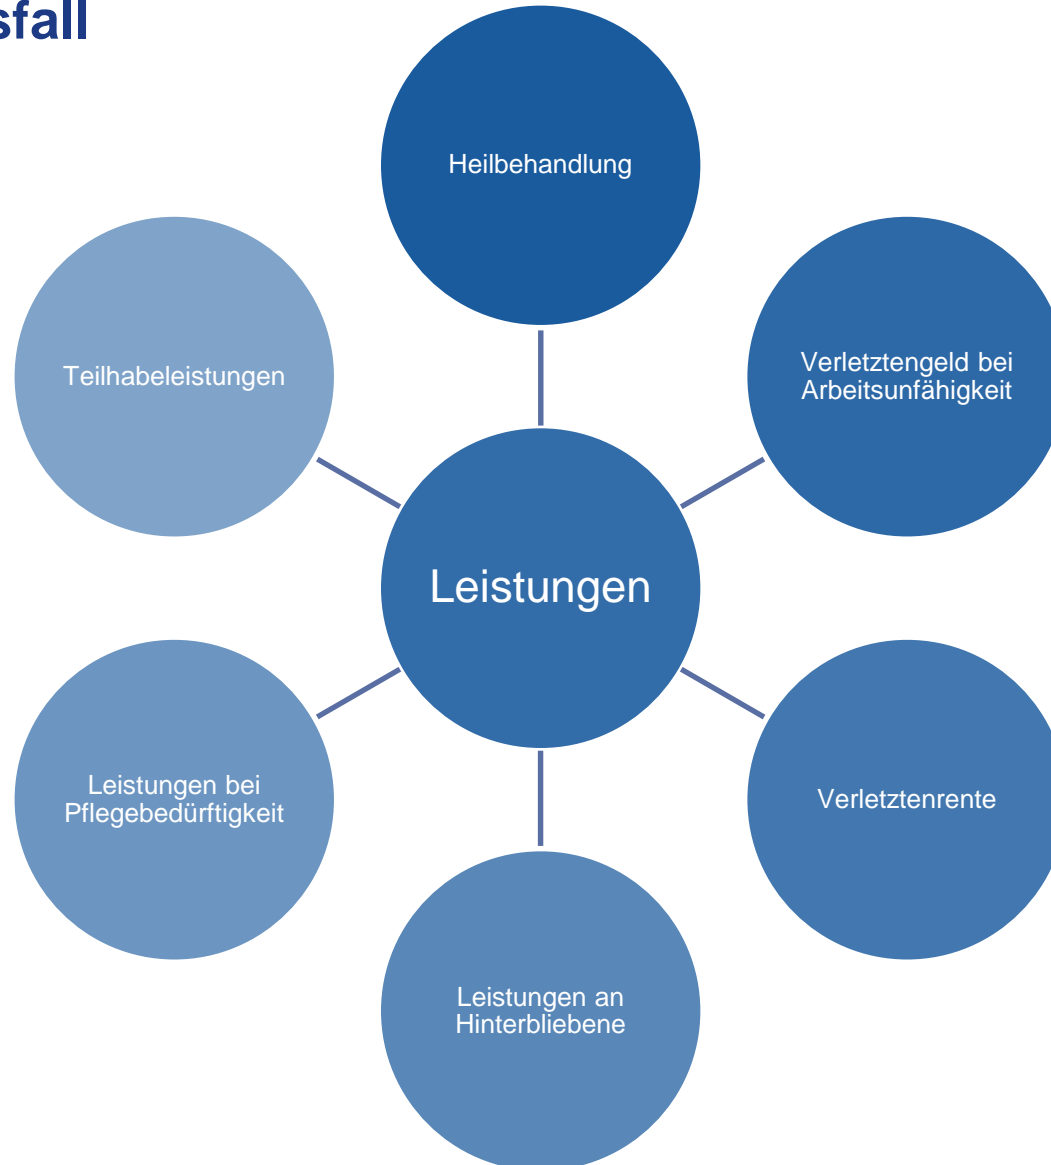 sfall
Heilbehandlung
Verletztengeld bei
Arbeitsunfähigkeit
Verletztenrente
Leistungen an
Hinterbliebene
Leistungen bei
Pflegebedürftigkeit
Teilhabeleistungen
Leistungen